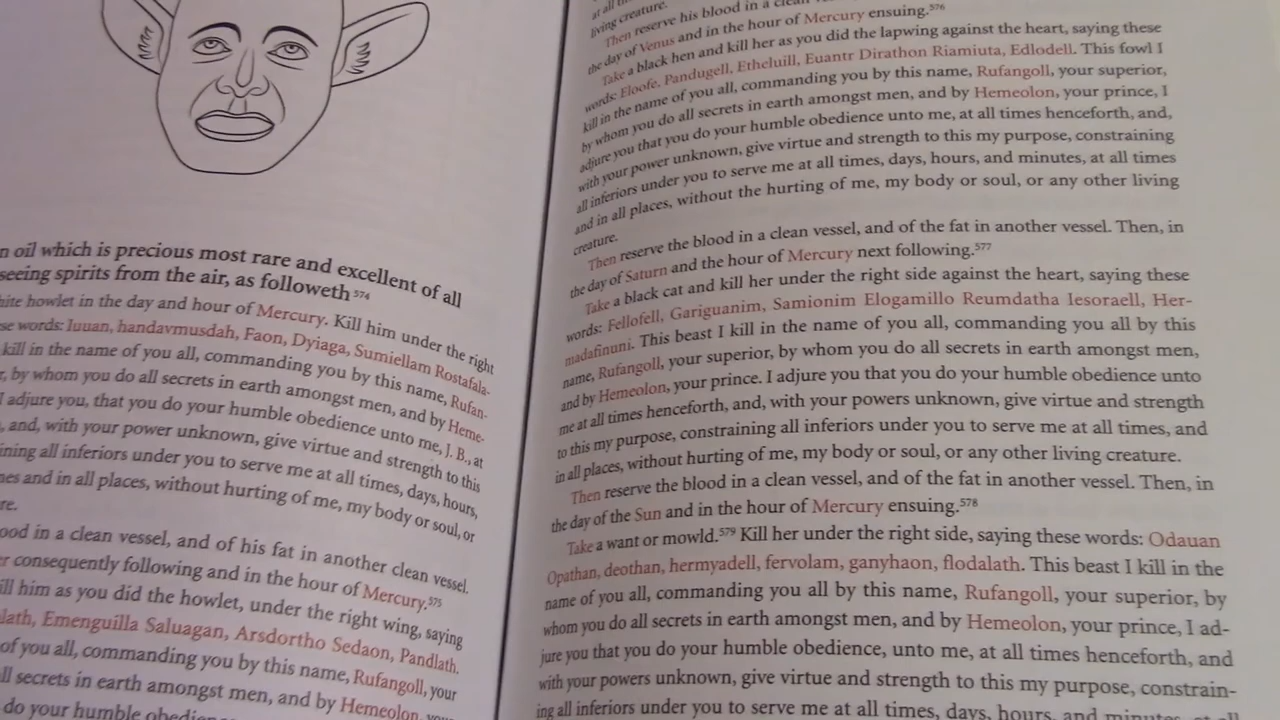 n oil which is precious most rare and excellent of all
seeing spirits from the air, as followeth 574
hite howlet in the day and hour of Mercury. Kill him under the right
se words: Iuuan, handavmusdah, Faon, Dyiaga, Sumiellam Rostafala-
kill in the name of you all, commanding you by this name, Rufan-
r, by whom you do all secrets in earth amongst men, and by Heme-
I adjure you, that you do your humble obedience unto me, J. B., at
, and, with your power unknown, give virtue and strength to this
ining all inferiors under you to serve me at all times, days, hours,
nes and in all places, without hurting of me, my body or soul, or
re.
ood in a clean vessel, and of his fat in another clean vessel.
er consequently following and in the hour of Mercury.575
ill him as you did the howlet, under the right wing, saying
lath, Emenguilla Saluagan, Arsdortho Sedaon, Pandlath.
of you all, commanding you by this name, Rufangoll, your
ll secrets in earth amongst men, and by Hemeolon, your
do your humble obedie
at all
living creature.
Then reserve his blood in a clean
the day of Venus and in the hour of Mercury ensuing.576
Take a black hen and kill her as you did the lapwing against the heart, saying these
words: Eloofe, Pandugell, Etheluill, Euantr Dirathon Riamiuta, Edlodell. This fowl I
kill in the name of you all, commanding you by this name, Rufangoll, your superior,
by whom you do all secrets in earth amongst men, and by Hemeolon, your prince, I
adjure you that you do your humble obedience unto me, at all times henceforth, and,
with your power unknown, give virtue and strength to this my purpose, constraining
all inferiors under you to serve me at all times, days, hours, and minutes, at all times
and in all places, without the hurting of me, my body or soul, or any other living
creature.
Then reserve the blood in a clean vessel, and of the fat in another vessel. Then, in
the day of Saturn and the hour of Mercury next following.577
Take a black cat and kill her under the right side against the heart, saying these
words: Fellofell, Gariguanim, Samionim Elogamillo Reumdatha Iesoraell, Her-
madafinuni. This beast I kill in the name of you all, commanding you all by this
name, Rufangoll, your superior, by whom you do all secrets in earth amongst men,
and by Hemeolon, your prince. I adjure you that you do your humble obedience unto
me at all times henceforth, and, with your powers unknown, give virtue and strength
to this my purpose, constraining all inferiors under you to serve me at all times, and
in all places, without hurting of me, my body or soul, or any other living creature.
Then reserve the blood in a clean vessel, and of the fat in another vessel. Then, in
the day of the Sun and in the hour of Mercury ensuing.578
Take a want or mowld.579 Kill her under the right side, saying these words: Odauan
Opathan, deothan, hermyadell, fervolam, ganyhaon, flodalath. This beast I kill in the
name of you all, commanding you all by this name, Rufangoll, your superior, by
whom you do all secrets in earth amongst men, and by Hemeolon, your prince, I ad-
jure you that you do your humble obedience, unto me, at all times henceforth, and
with your powers unknown, give virtue and strength to this my purpose, constrain-
ing all inferiors under you to serve me at all times, days, hours, and minutes, at all